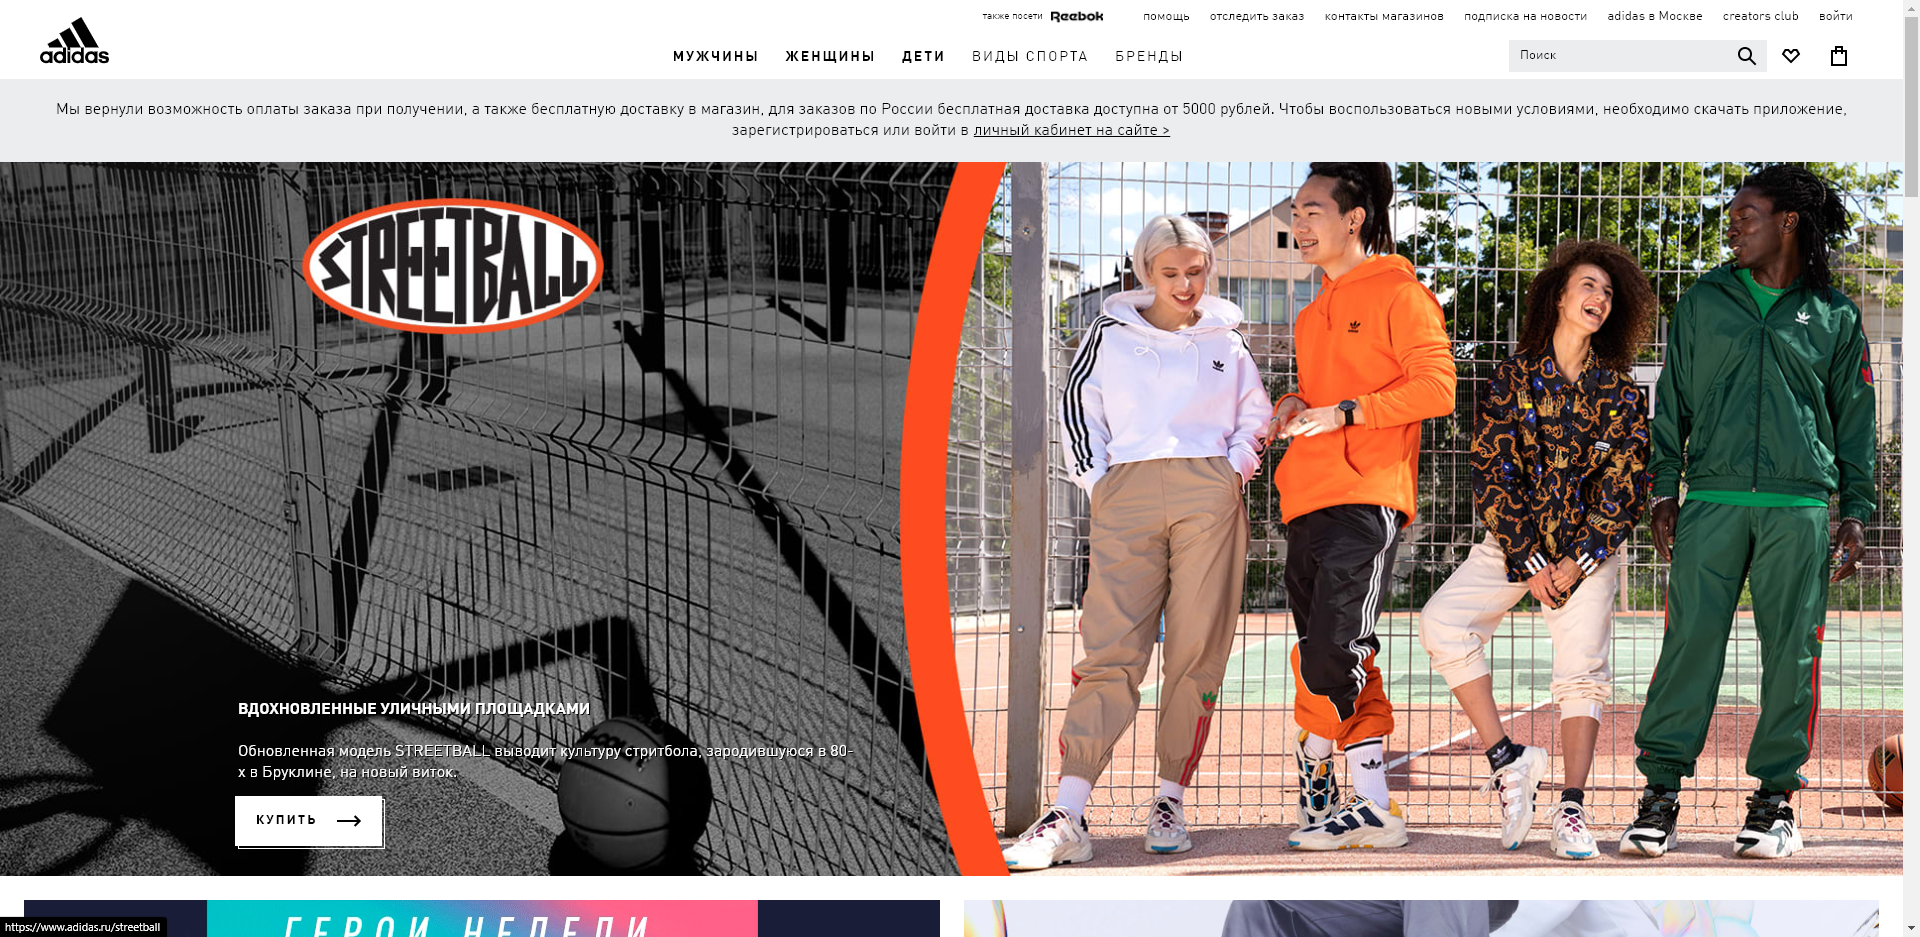 также посети Reebok
помощь
отследить заказ
контакты магазинов
подписка на новости
adidas в Москве
creators club
войти
adidas
МУЖЧИНЫ
ЖЕНЩИНЫ
ДЕТИ
ВИДЫ СПОРТА
БРЕНДЫ
Поиск
Мы вернули возможность оплаты заказа при получении, а также бесплатную доставку в магазин, для заказов по России бесплатная доставка доступна от 5000 рублей. Чтобы воспользоваться новыми условиями, необходимо скачать приложение,
зарегистрироваться или войти в личный кабинет на сайте >
STREETBALL
ВДОХНОВЛЕННЫЕ УЛИЧНЫМИ ПЛОЩАДКАМИ
Обновленная модель STREETBALL выводит культуру стритбола, зародившуюся в 80-
х в Бруклине, на новый виток.
КУПИТЬ
ГЕРОИ НЕДЕЛИ
https://www.adidas.ru/streetball